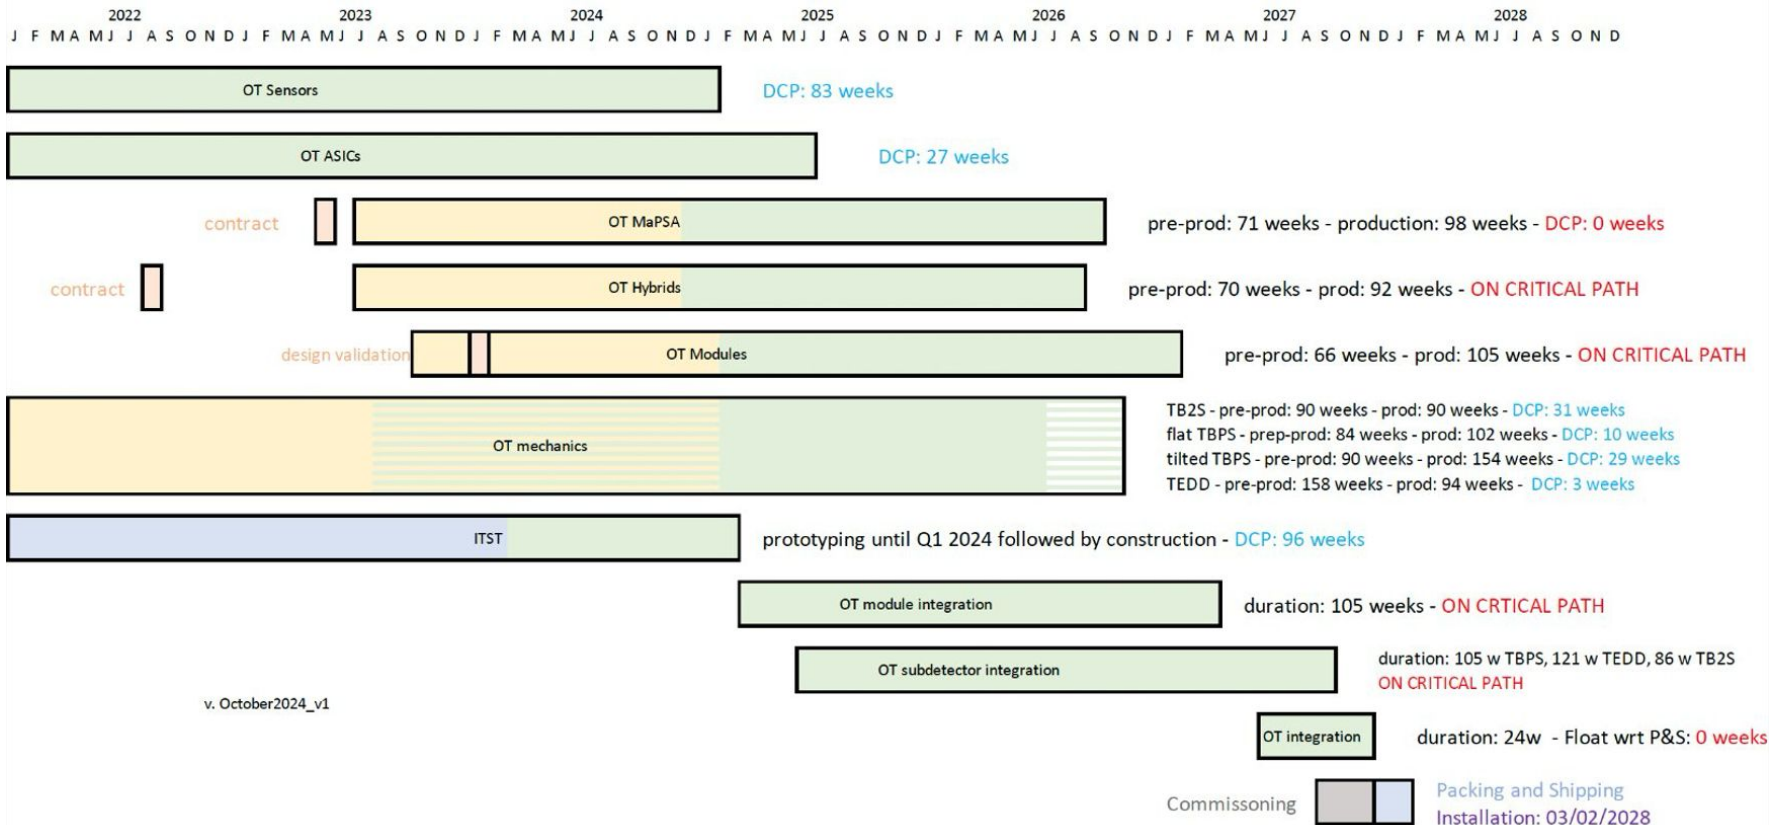 2022 2023 2024 2025 2026 2027 2028
J F M A M J J A S O N D J F M A M J J A S O N D J F M A M J J A S O N D J F M A M J J A S O N D J F M A M J J A S O N D J F M A M J J A S O N D J F M A M J J A S O N D
OT Sensors DCP: 83 weeks
OT ASICs DCP: 27 weeks
contract OT MaPSA pre-prod: 71 weeks - production: 98 weeks - DCP: 0 weeks
contract OT Hybrids pre-prod: 70 weeks - prod: 92 weeks - ON CRITICAL PATH
design validation OT Modules pre-prod: 66 weeks - prod: 105 weeks - ON CRITICAL PATH
OT mechanics
TB2S - pre-prod: 90 weeks - prod: 90 weeks - DCP: 31 weeks
flat TBPS - prep-prod: 84 weeks - prod: 102 weeks - DCP: 10 weeks
tilted TBPS - pre-prod: 90 weeks - prod: 154 weeks - DCP: 29 weeks
TEDD - pre-prod: 158 weeks - prod: 94 weeks - DCP: 3 weeks
ITST prototyping until Q1 2024 followed by construction - DCP: 96 weeks
OT module integration duration: 105 weeks - ON CRTICAL PATH
OT subdetector integration
duration: 105 w TBPS, 121 w TEDD, 86 w TB2S
ON CRITICAL PATH
v. October2024_v1
OT integration duration: 24w - Float wrt P&S: 0 weeks
Commissoning
Packing and Shipping
Installation: 03/02/2028